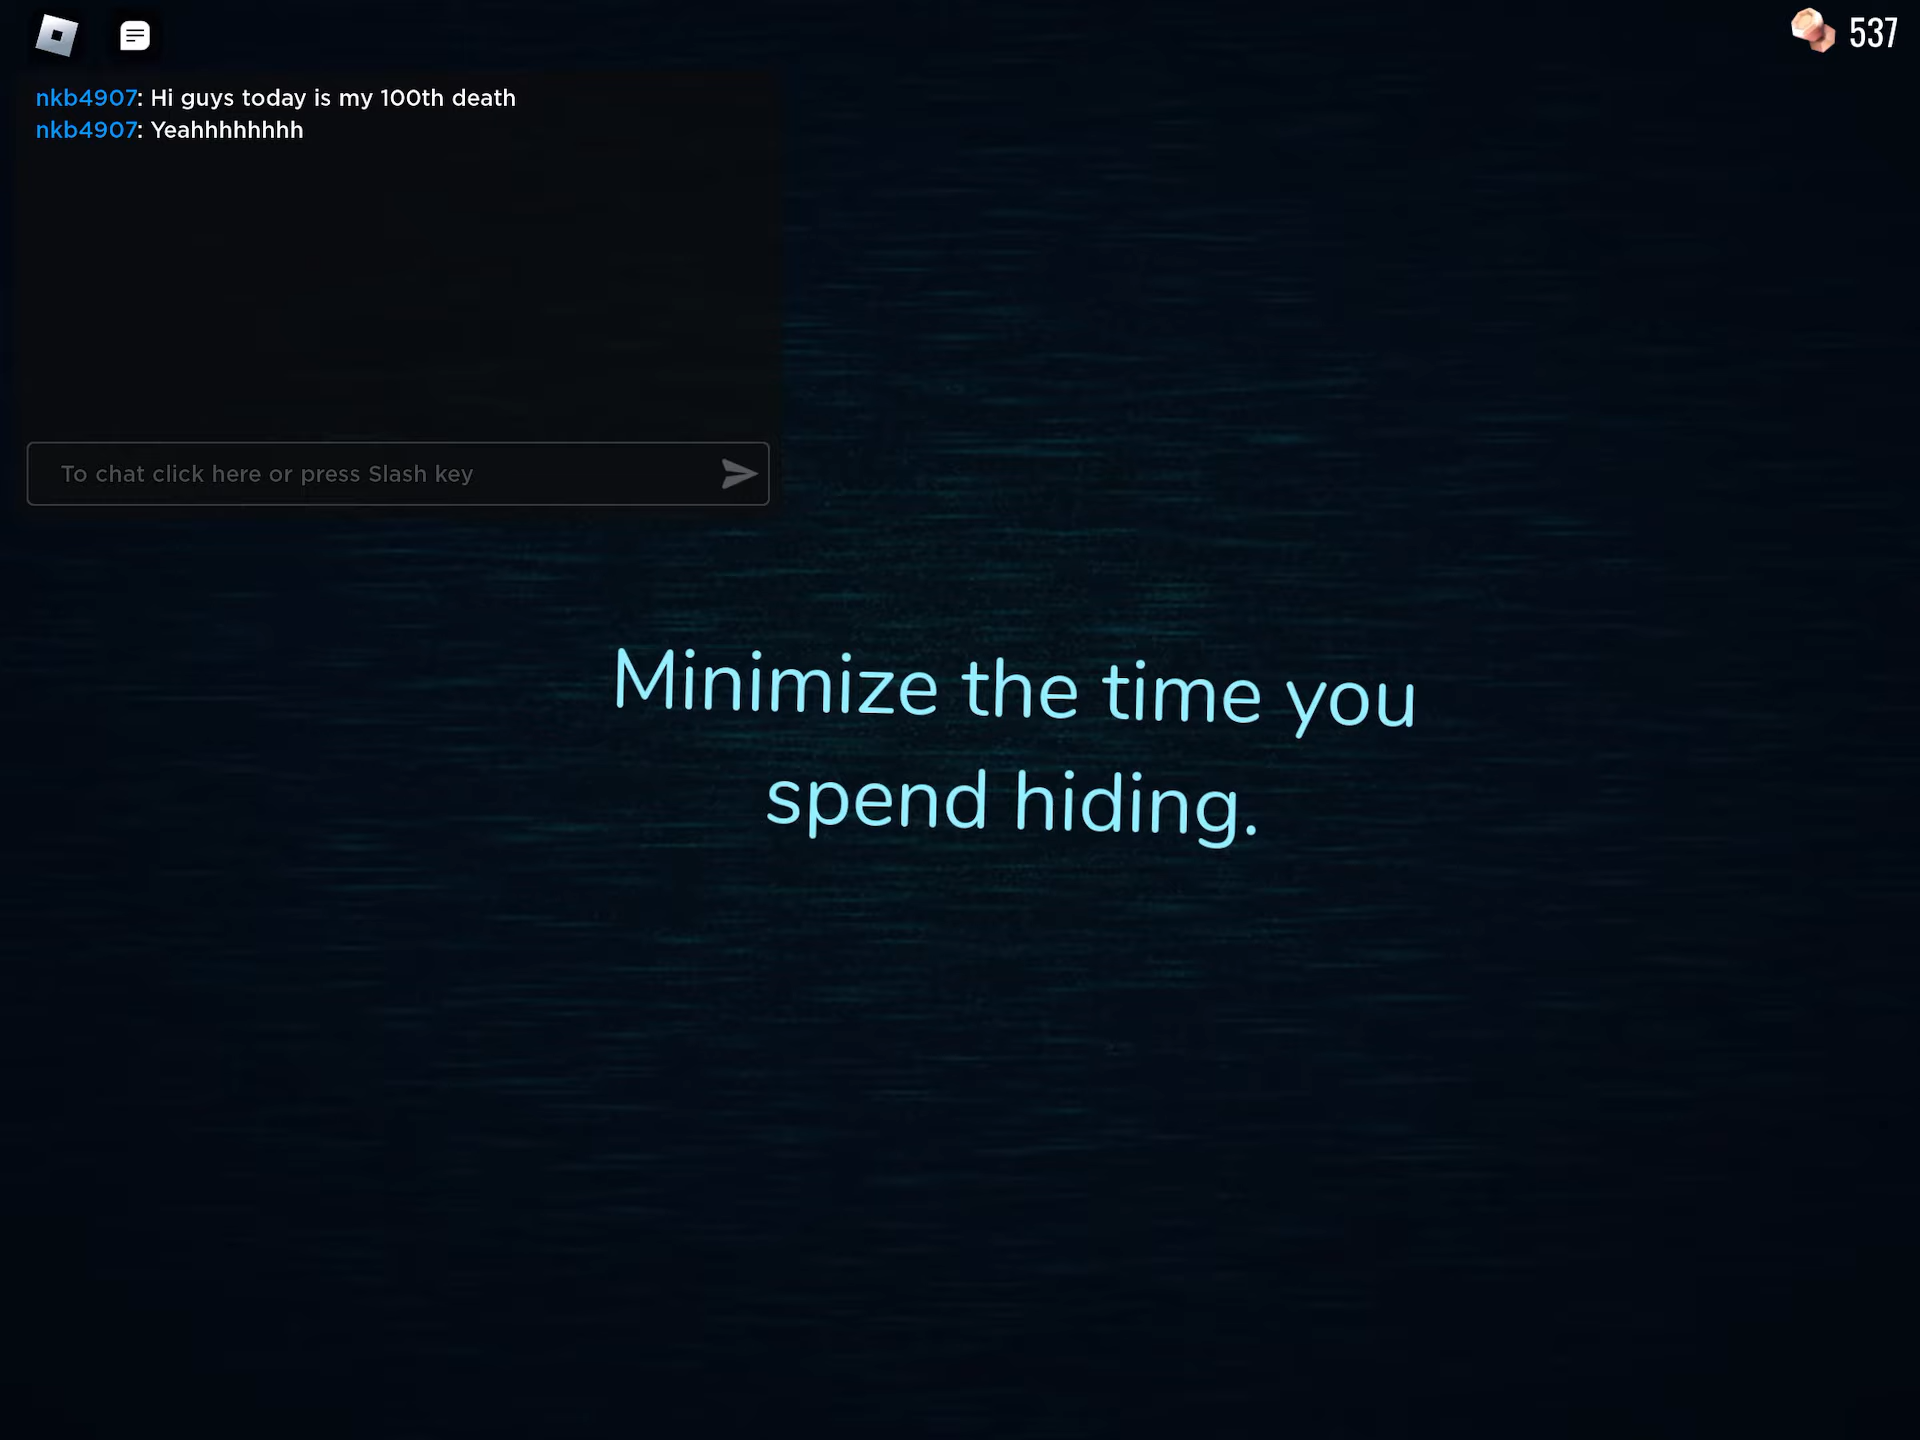 537
nkb4907: Hi guys today is my 100th death
nkb4907: Yeahhhhhhhh
To chat click here or press Slash key
Minimize the time you
spend hiding.